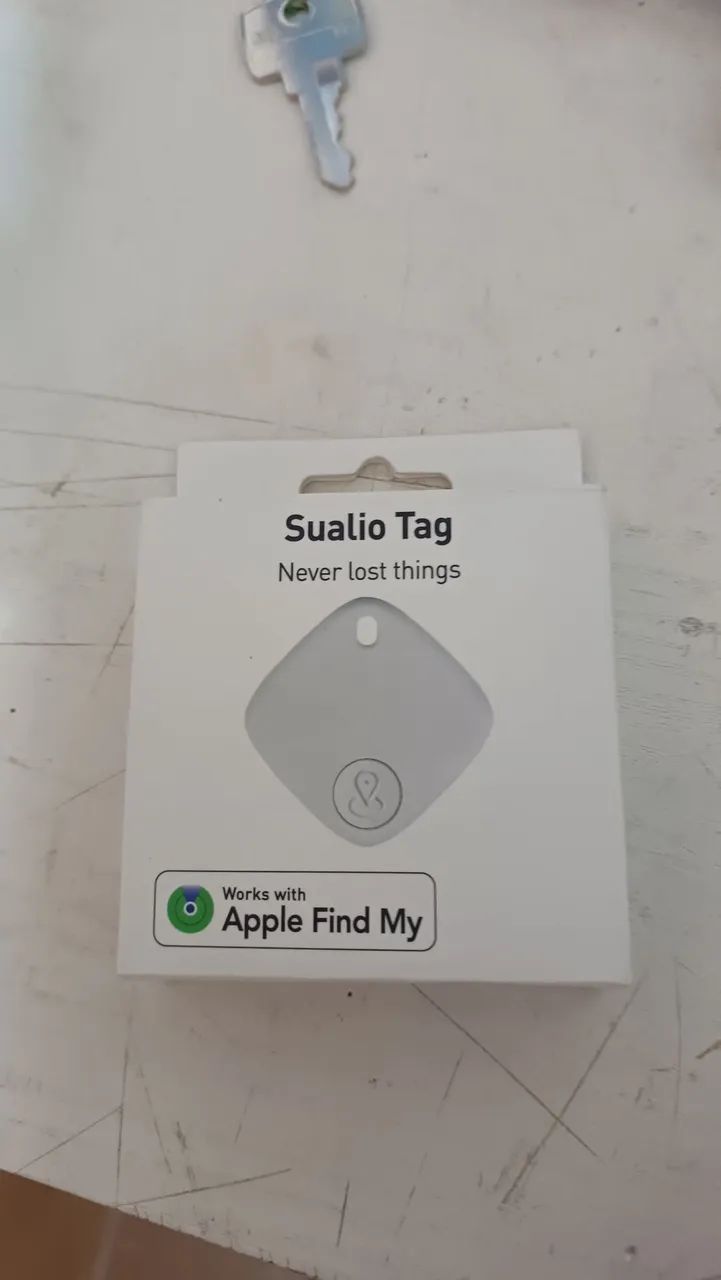 Sualio Tag
Never lost things
Works with
Apple Find My